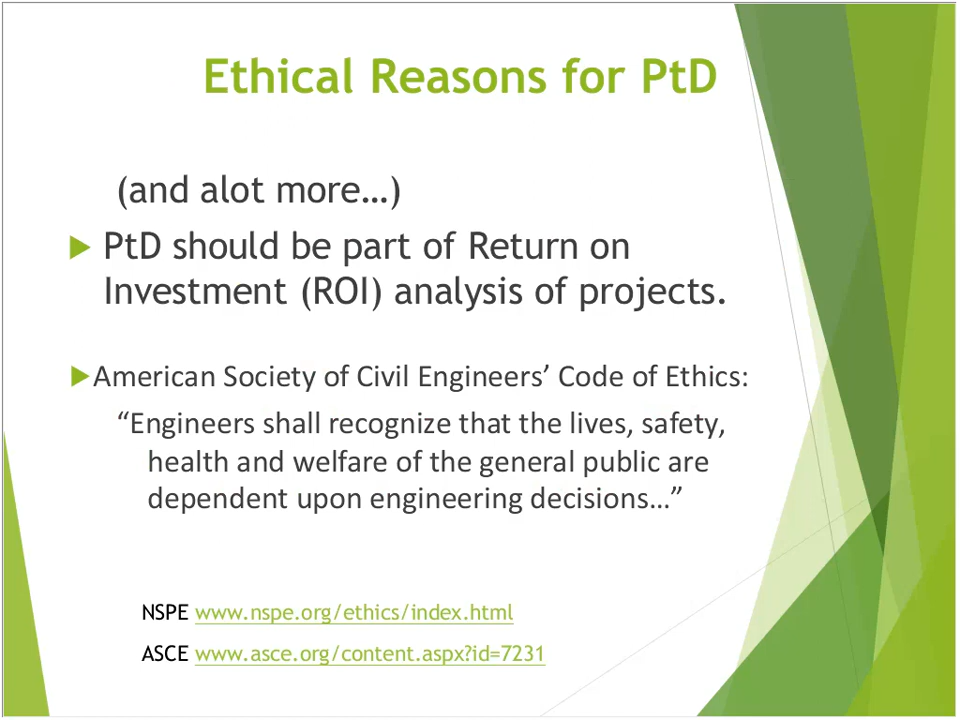 Ethical Reasons for PtD
(and alot more…)
PtD should be part of Return on
Investment (ROI) analysis of projects.
American Society of Civil Engineers’ Code of Ethics:
“Engineers shall recognize that the lives, safety,
health and welfare of the general public are
dependent upon engineering decisions…”
NSPE www.nspe.org/ethics/index.html
ASCE www.asce.org/content.aspx?id=7231